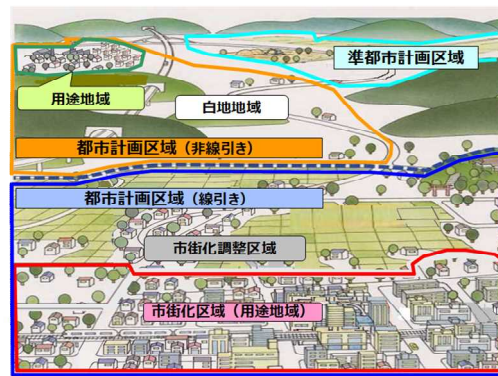 準都市計画区域
用途地域
白地地域
都市計画区域（非線引き）
都市計画区域（線引き）
市街化調整区域
市街化区域（用途地域）